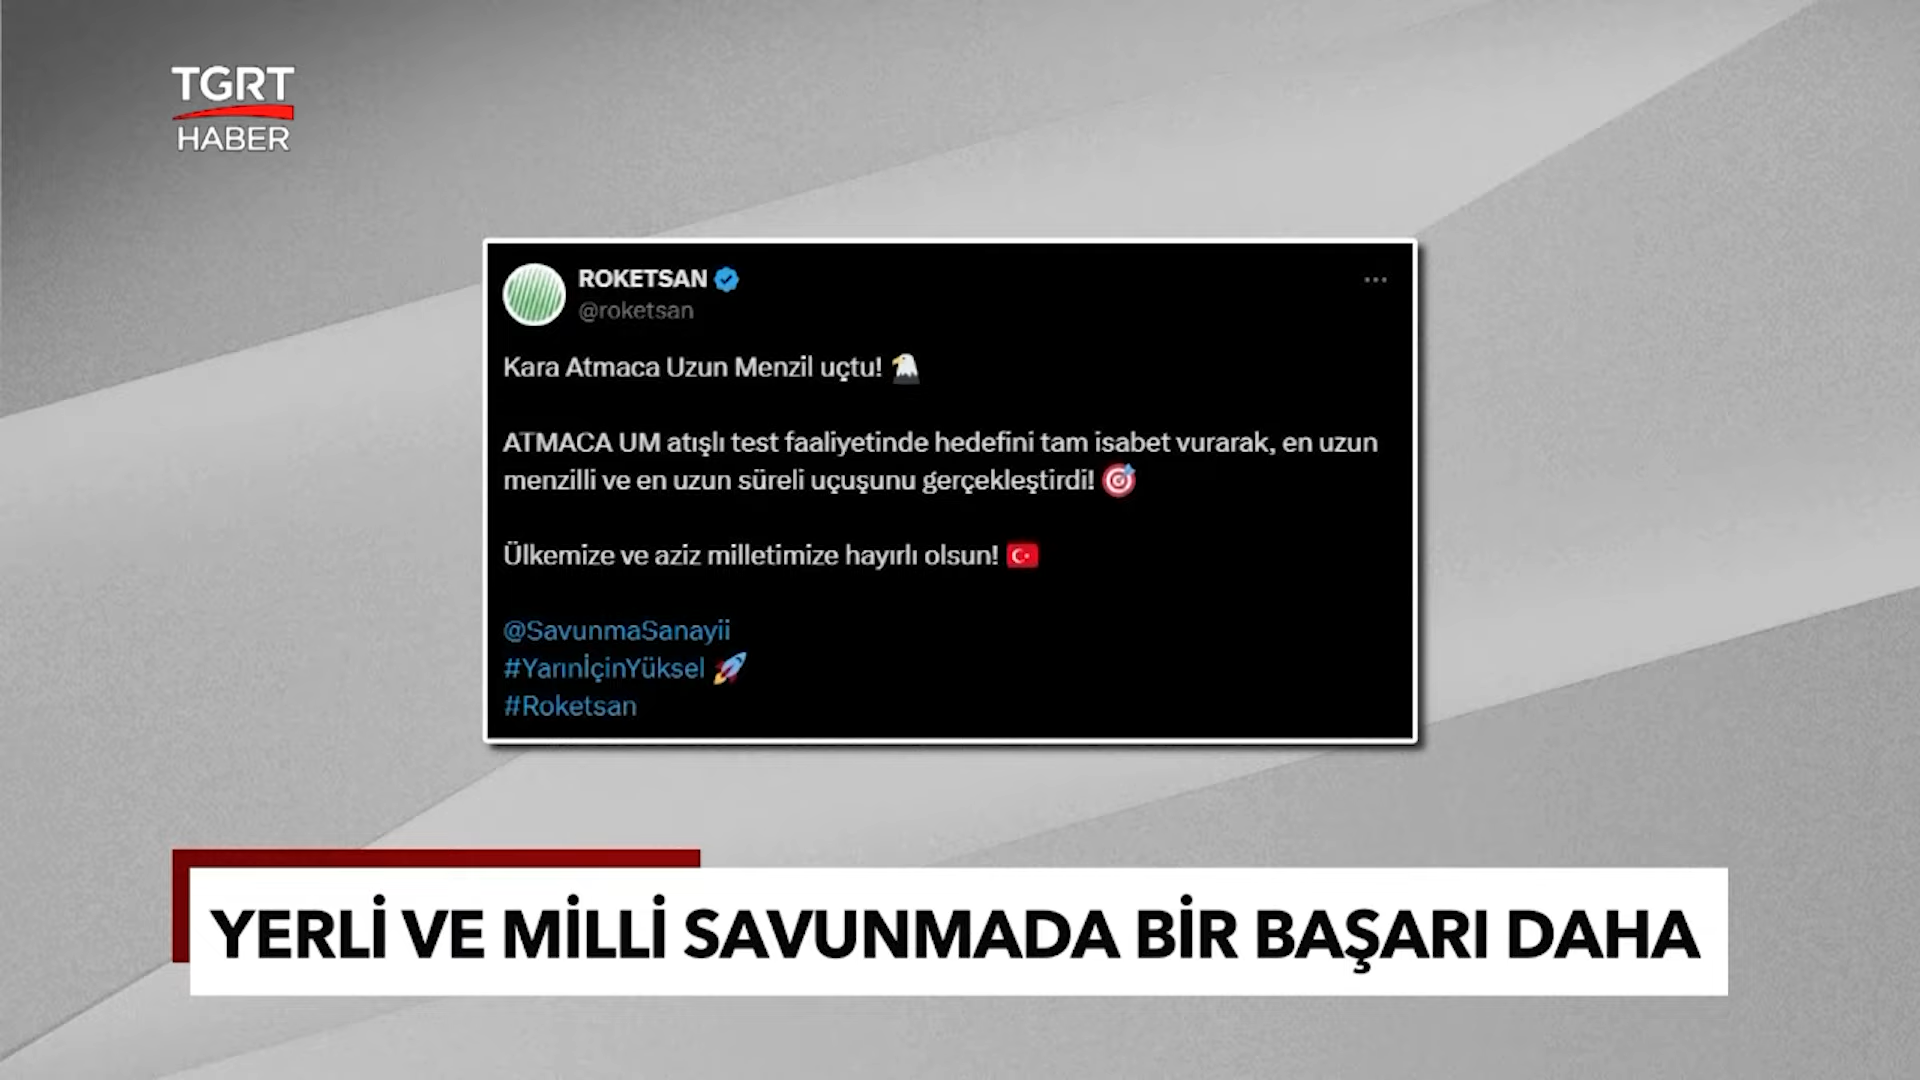 TGRT
HABER
ROKETSAN
@roketsan
Kara Atmaca Uzun Menzil uçtu! 🦅
ATMACA UM atışlı test faaliyetinde hedefini tam isabet vurarak, en uzun
menzilli ve en uzun süreli uçuşunu gerçekleştirdi! 🎯
Ülkemize ve aziz milletimize hayırlı olsun! 🇹🇷
@SavunmaSanayii
#YarınİçinYüksel 🚀
#Roketsan
YERLİ VE MİLLİ SAVUNMADA BİR BAŞARI DAHA